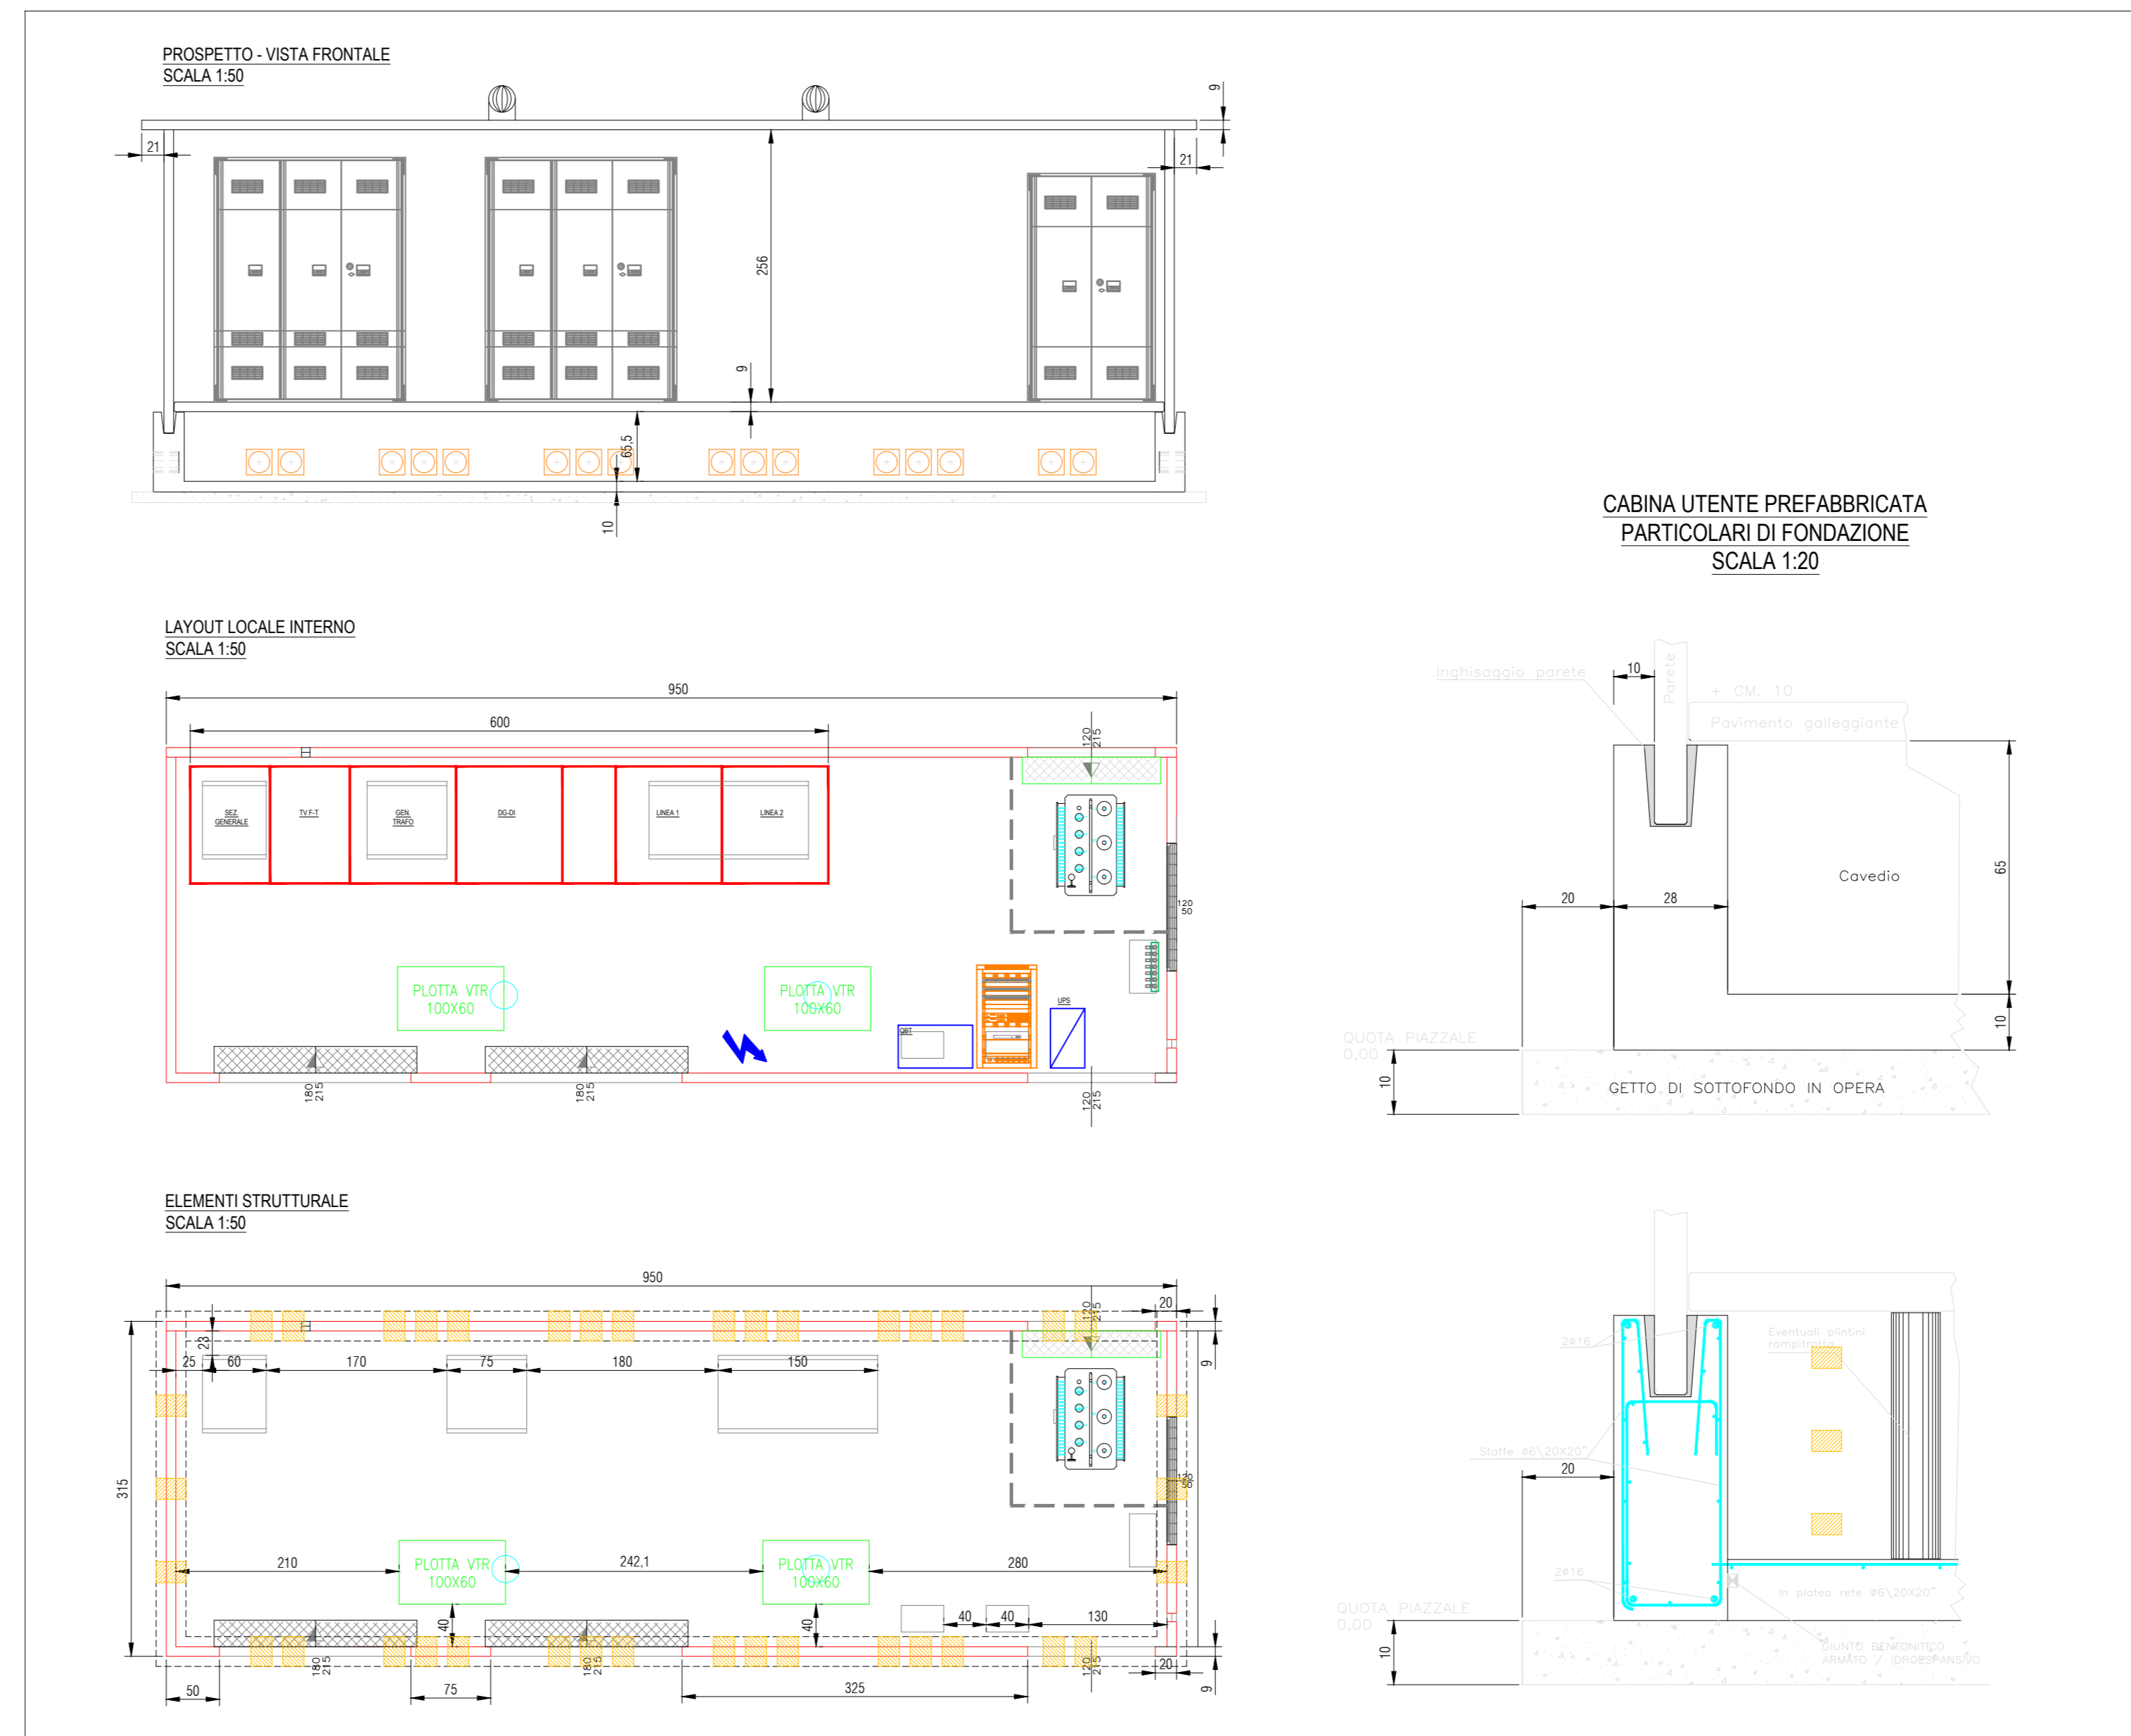 PROSPETTO - VISTA FRONTALE
SCALA 1:50
9
21
21
256
9
65,5
10
CABINA UTENTE PREFABBRICATA
PARTICOLARI DI FONDAZIONE
SCALA 1:20
LAYOUT LOCALE INTERNO
SCALA 1:50
950
600
120
215
SEZ.
GENERALE
TV F-T
GEN.
TRAFO
DG-DI
LINEA 1
LINEA 2
120
50
PLOTTA VTR
100X60
PLOTTA VTR
100X60
UPS
QBT
180
215
180
215
120
215
Inghisaggio parete
10
Parete
+ CM. 10
Pavimento galleggiante
Cavedio
65
20
28
10
QUOTA PIAZZALE
0,00
10
GETTO DI SOTTOFONDO IN OPERA
ELEMENTI STRUTTURALE
SCALA 1:50
950
120
215
20
23
9
25
60
170
75
180
150
315
120
50
PLOTTA VTR
100X60
PLOTTA VTR
100X60
210
242,1
280
40
40
40
40
130
180
215
180
215
120
215
20
9
50
75
325
2ø16
Eventuali plintini
rompitratta
Staffe ø6\20X20"
20
2ø16
In platea rete ø6\20X20"
QUOTA PIAZZALE
0,00
10
GIUNTO BENTONITICO
ARMATO / IDROESPANSIVO